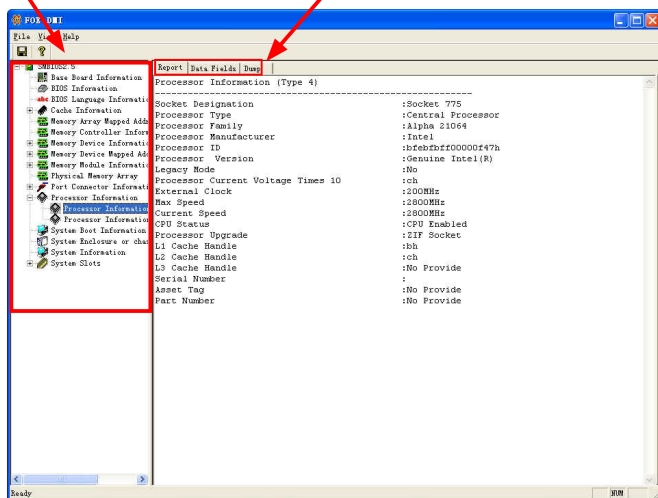 FOX DMI
File View Help
SMBIOS2.5
Base Board Information
BIOS Information
BIOS Language Informatio
Cache Information
Memory Array Mapped Addr
Memory Controller Inform
Memory Device Informatio
Memory Device Mapped Add
Memory Module Informatio
Physical Memory Array
Port Connector Informati
Processor Information
Processor Information
Processor Information
System Boot Information
System Enclosure or chas
System Information
System Slots
Report Data Fields Dump
Processor Information (Type 4)
Socket Designation :Socket 775
Processor Type :Central Processor
Processor Family :Alpha 21064
Processor Manufacturer :Intel
Processor ID :bfebfbff00000f47h
Processor Version :Genuine Intel(R)
Legacy Mode :No
Processor Current Voltage Times 10 :ch
External Clock :200MHz
Max Speed :2800MHz
Current Speed :2800MHz
CPU Status :CPU Enabled
Processor Upgrade :ZIF Socket
L1 Cache Handle :bh
L2 Cache Handle :ch
L3 Cache Handle :No Provide
Serial Number :
Asset Tag :No Provide
Part Number :No Provide
Ready NUM